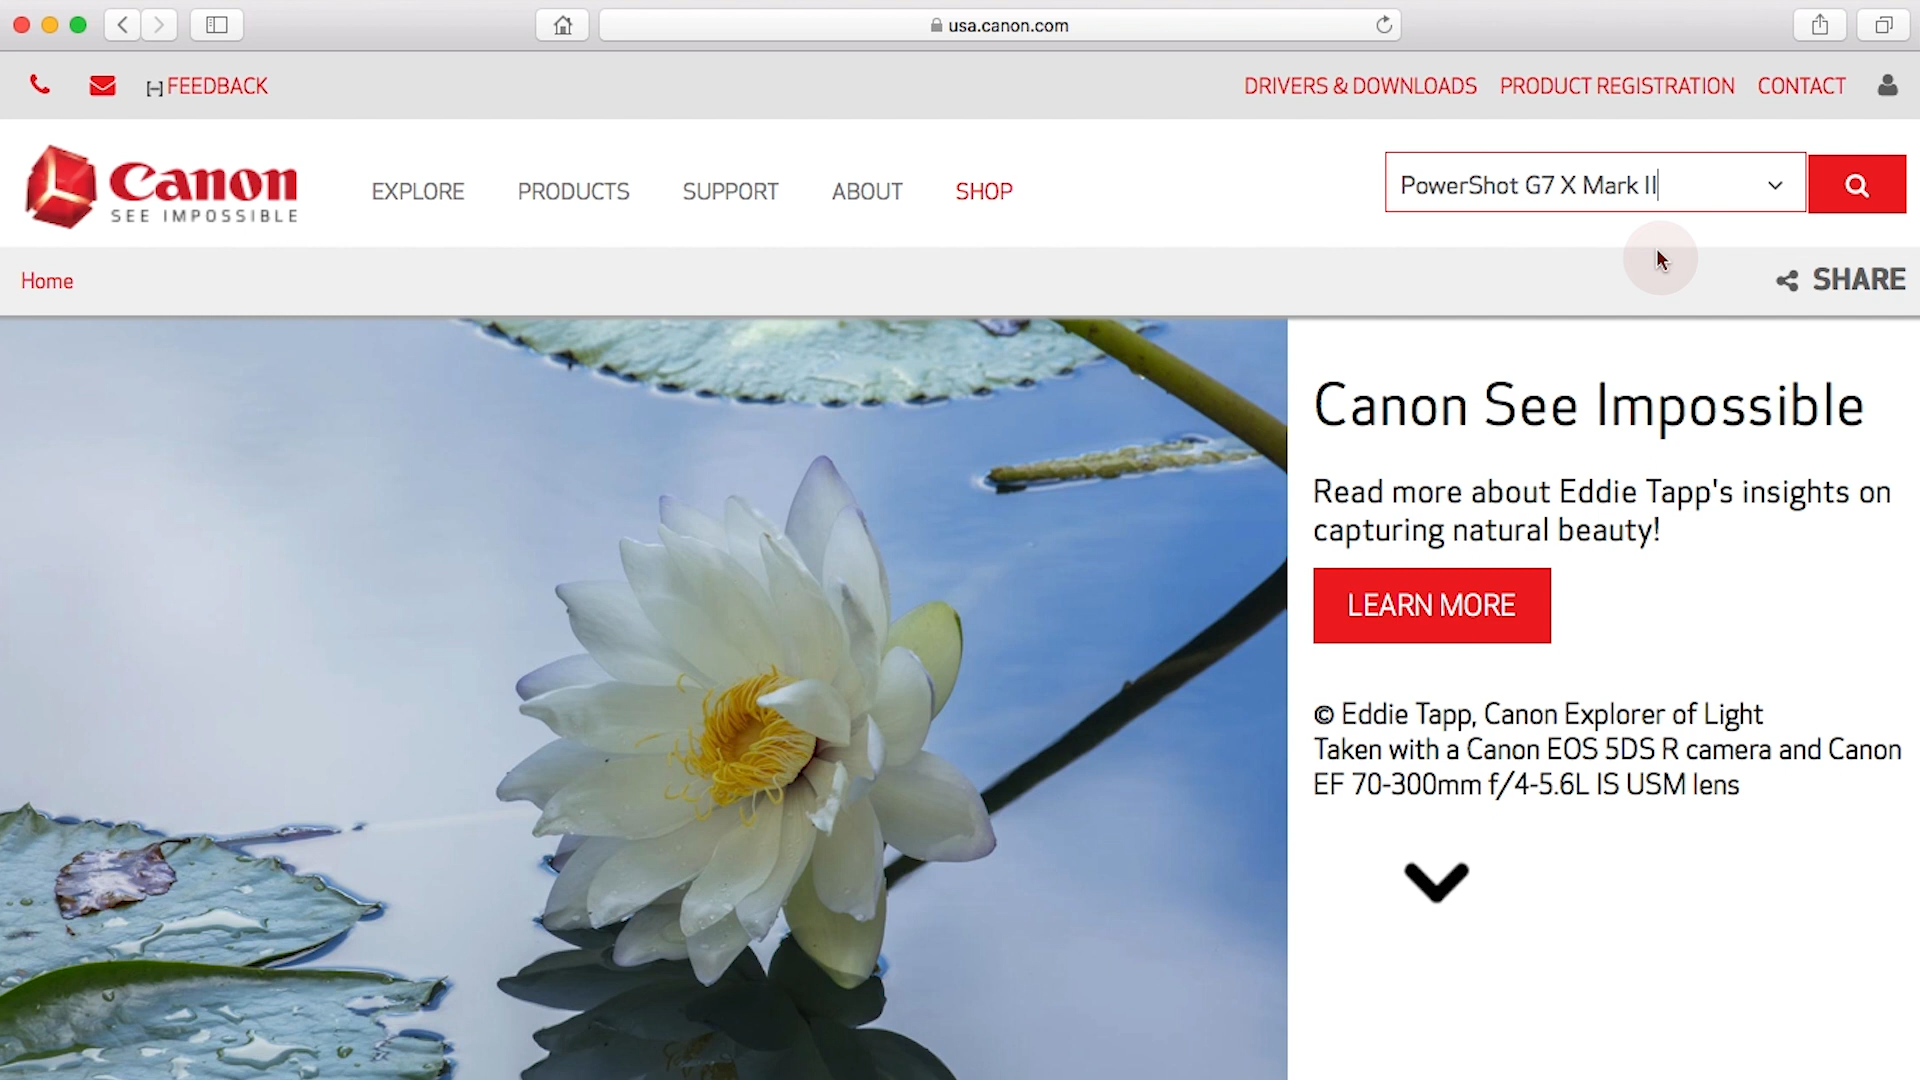 usa.canon.com
[-] FEEDBACK
DRIVERS & DOWNLOADS
PRODUCT REGISTRATION
CONTACT
Canon
SEE IMPOSSIBLE
EXPLORE
PRODUCTS
SUPPORT
ABOUT
SHOP
PowerShot G7 X Mark II
Home
SHARE
Canon See Impossible
Read more about Eddie Tapp's insights on
capturing natural beauty!
LEARN MORE
© Eddie Tapp, Canon Explorer of Light
Taken with a Canon EOS 5DS R camera and Canon
EF 70-300mm f/4-5.6L IS USM lens